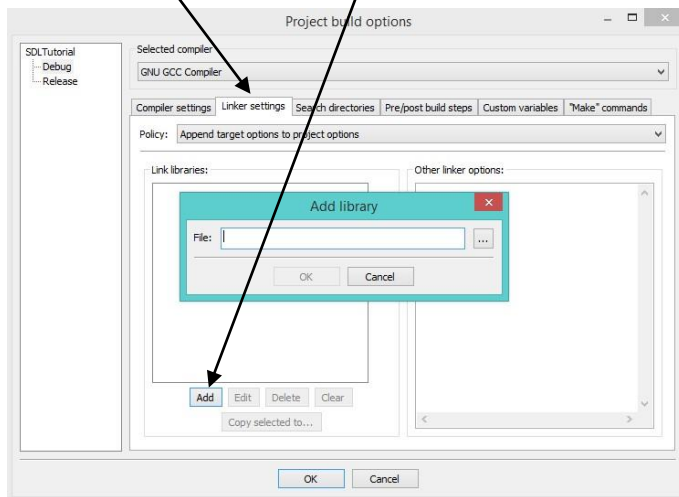 Project build options
SDLTutorial
Debug
Release
Selected compiler
GNU GCC Compiler
Compiler settings Linker settings Search directories Pre/post build steps Custom variables "Make" commands
Policy: Append target options to project options
Link libraries:
Other linker options:
Add library
File: ...
OK Cancel
Add Edit Delete Clear
Copy selected to...
OK Cancel